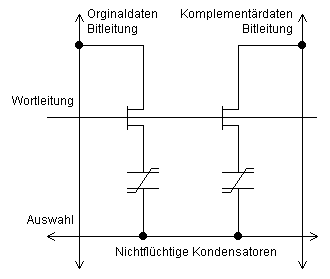 Orginaldaten
Bitleitung
Komplementärdaten
Bitleitung
Wortleitung
Auswahl
Nichtflüchtige Kondensatoren